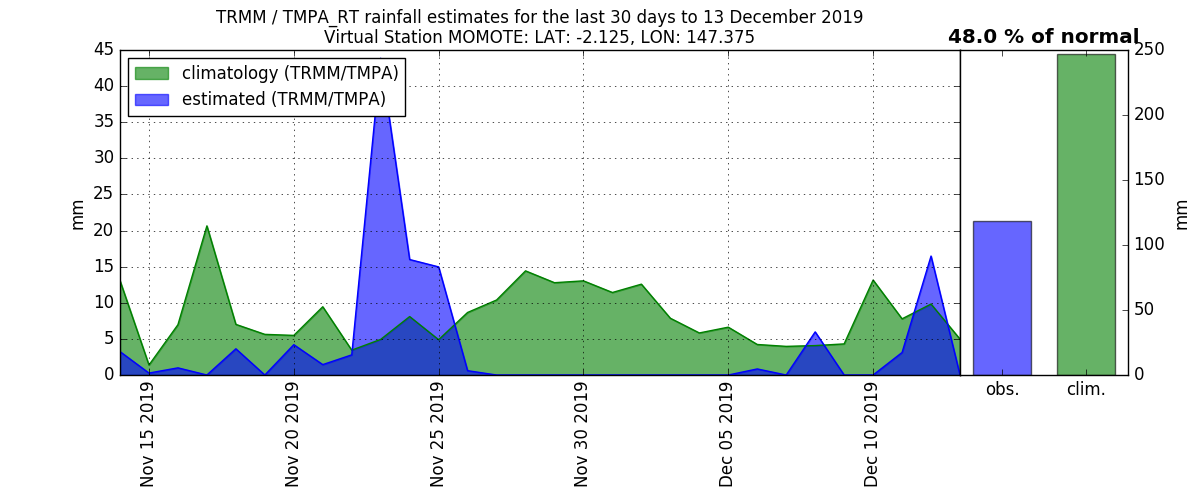 TRMM / TMPA_RT rainfall estimates for the last 30 days to 13 December 2019
Virtual Station MOMOTE: LAT: -2.125, LON: 147.375
48.0 % of normal
climatology (TRMM/TMPA)
estimated (TRMM/TMPA)
45
40
35
30
25
20
15
10
5
0
mm
Nov 15 2019
Nov 20 2019
Nov 25 2019
Nov 30 2019
Dec 05 2019
Dec 10 2019
obs.
clim.
250
200
150
100
50
0
mm